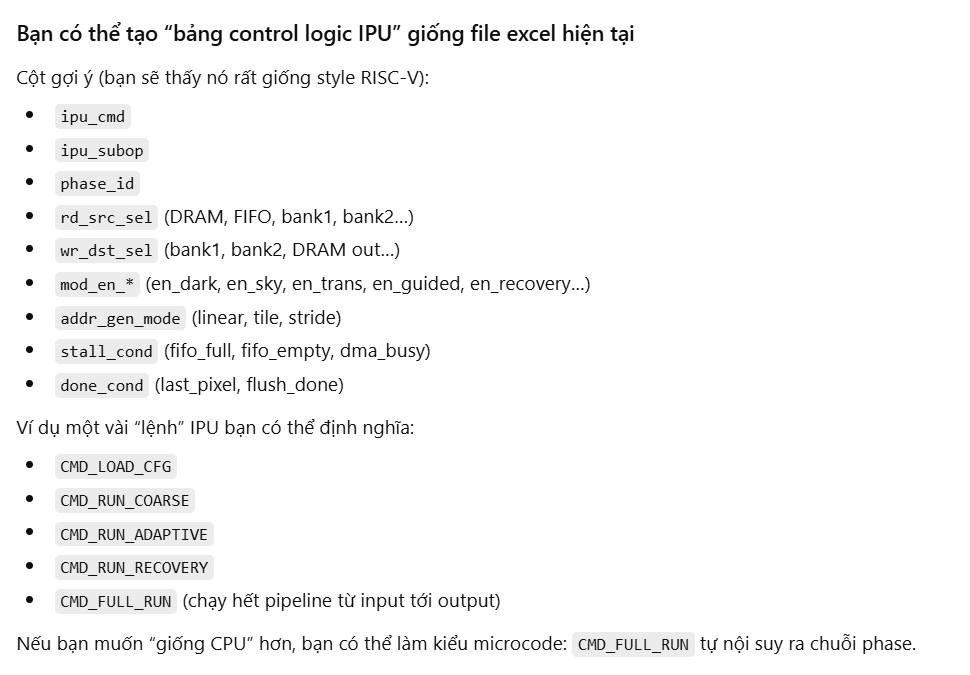 Bạn có thể tạo “bảng control logic IPU” giống file excel hiện tại
Cột gợi ý (bạn sẽ thấy nó rất giống style RISC-V):
• ipu_cmd
• ipu_subop
• phase_id
• rd_src_sel (DRAM, FIFO, bank1, bank2...)
• wr_dst_sel (bank1, bank2, DRAM out...)
• mod_en_* (en_dark, en_sky, en_trans, en_guided, en_recovery...)
• addr_gen_mode (linear, tile, stride)
• stall_cond (fifo_full, fifo_empty, dma_busy)
• done_cond (last_pixel, flush_done)
Ví dụ một vài “lệnh” IPU bạn có thể định nghĩa:
• CMD_LOAD_CFG
• CMD_RUN_COARSE
• CMD_RUN_ADAPTIVE
• CMD_RUN_RECOVERY
• CMD_FULL_RUN (chạy hết pipeline từ input tới output)
Nếu bạn muốn “giống CPU” hơn, bạn có thể làm kiểu microcode: CMD_FULL_RUN tự nội suy ra chuỗi phase.